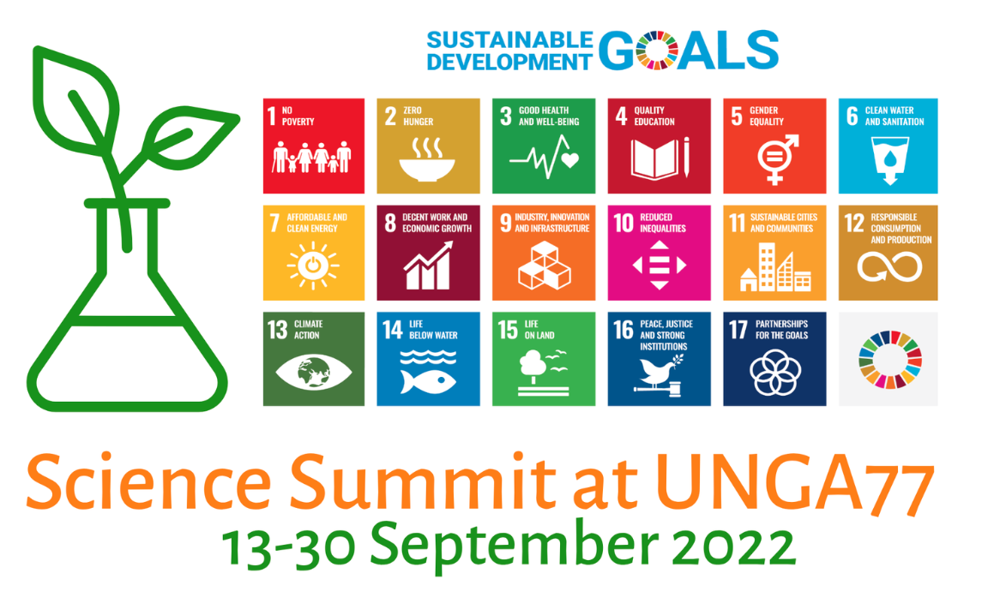 SUSTAINABLE
DEVELOPMENT
GOALS
1 NO
POVERTY
2 ZERO
HUNGER
3 GOOD HEALTH
AND WELL-BEING
4 QUALITY
EDUCATION
5 GENDER
EQUALITY
6 CLEAN WATER
AND SANITATION
7 AFFORDABLE AND
CLEAN ENERGY
8 DECENT WORK AND
ECONOMIC GROWTH
9 INDUSTRY, INNOVATION
AND INFRASTRUCTURE
10 REDUCED
INEQUALITIES
11 SUSTAINABLE CITIES
AND COMMUNITIES
12 RESPONSIBLE
CONSUMPTION
AND PRODUCTION
13 CLIMATE
ACTION
14 LIFE
BELOW WATER
15 LIFE
ON LAND
16 PEACE, JUSTICE
AND STRONG
INSTITUTIONS
17 PARTNERSHIPS
FOR THE GOALS
Science Summit at UNGA77
13-30 September 2022